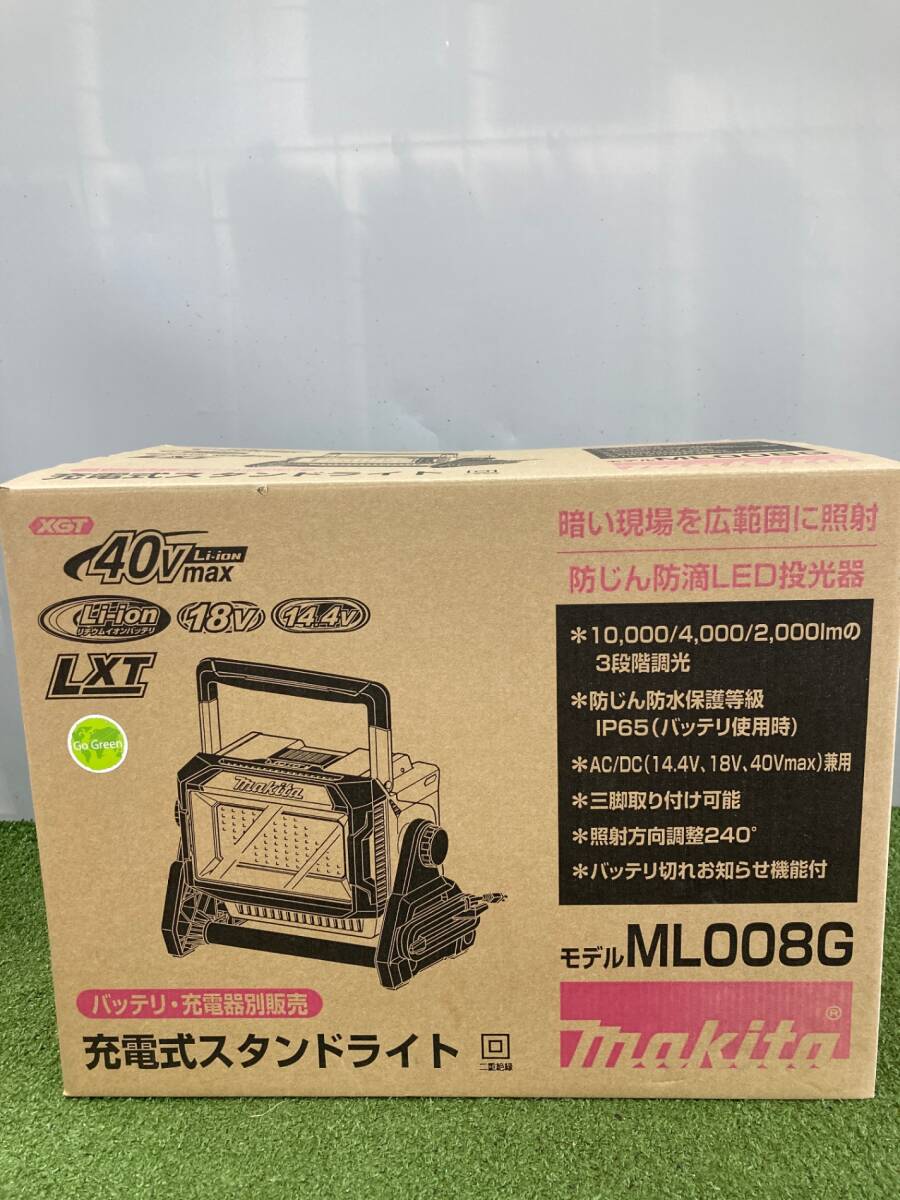 充電式スタンドライト
ML008G
XGT
40Vmax Li-ion
Li-ion
リチウムイオンバッテリ
18V
14.4V
LXT
Go Green
makita
暗い現場を広範囲に照射
防じん防滴LED投光器
*10,000/4,000/2,000lmの
3段階調光
*防じん防水保護等級
IP65(バッテリ使用時)
*AC/DC(14.4V、18V、40Vmax)兼用
*三脚取り付け可能
*照射方向調整240°
*バッテリ切れお知らせ機能付
モデルML008G
バッテリ・充電器別販売
充電式スタンドライト
二重絶縁
makita®